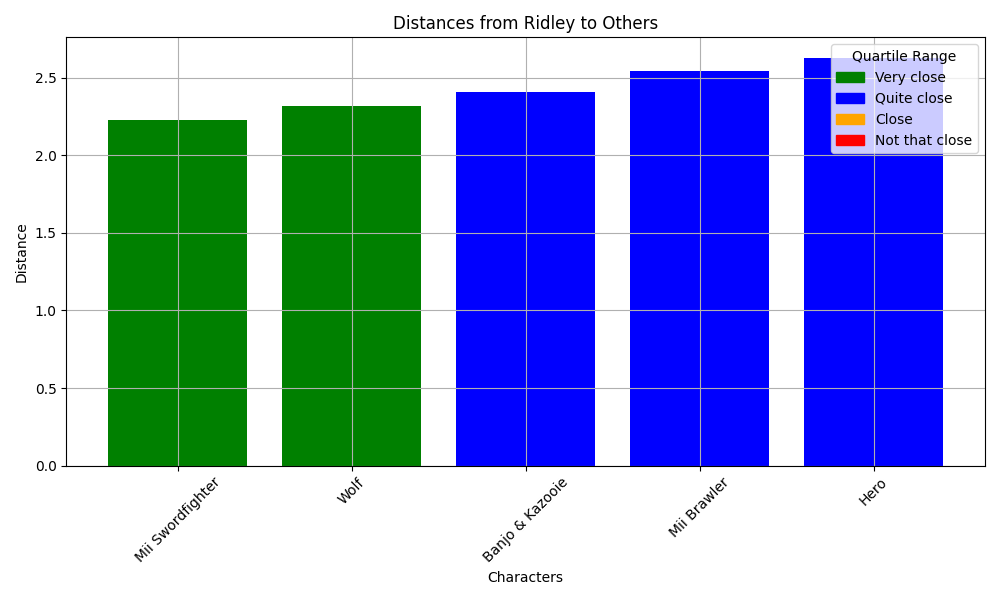 Distances from Ridley to Others
Quartile Range
Very close
Quite close
Close
Not that close
Distance
2.5
2.0
1.5
1.0
0.5
0.0
Mii Swordfighter
Wolf
Banjo & Kazooie
Mii Brawler
Hero
Characters